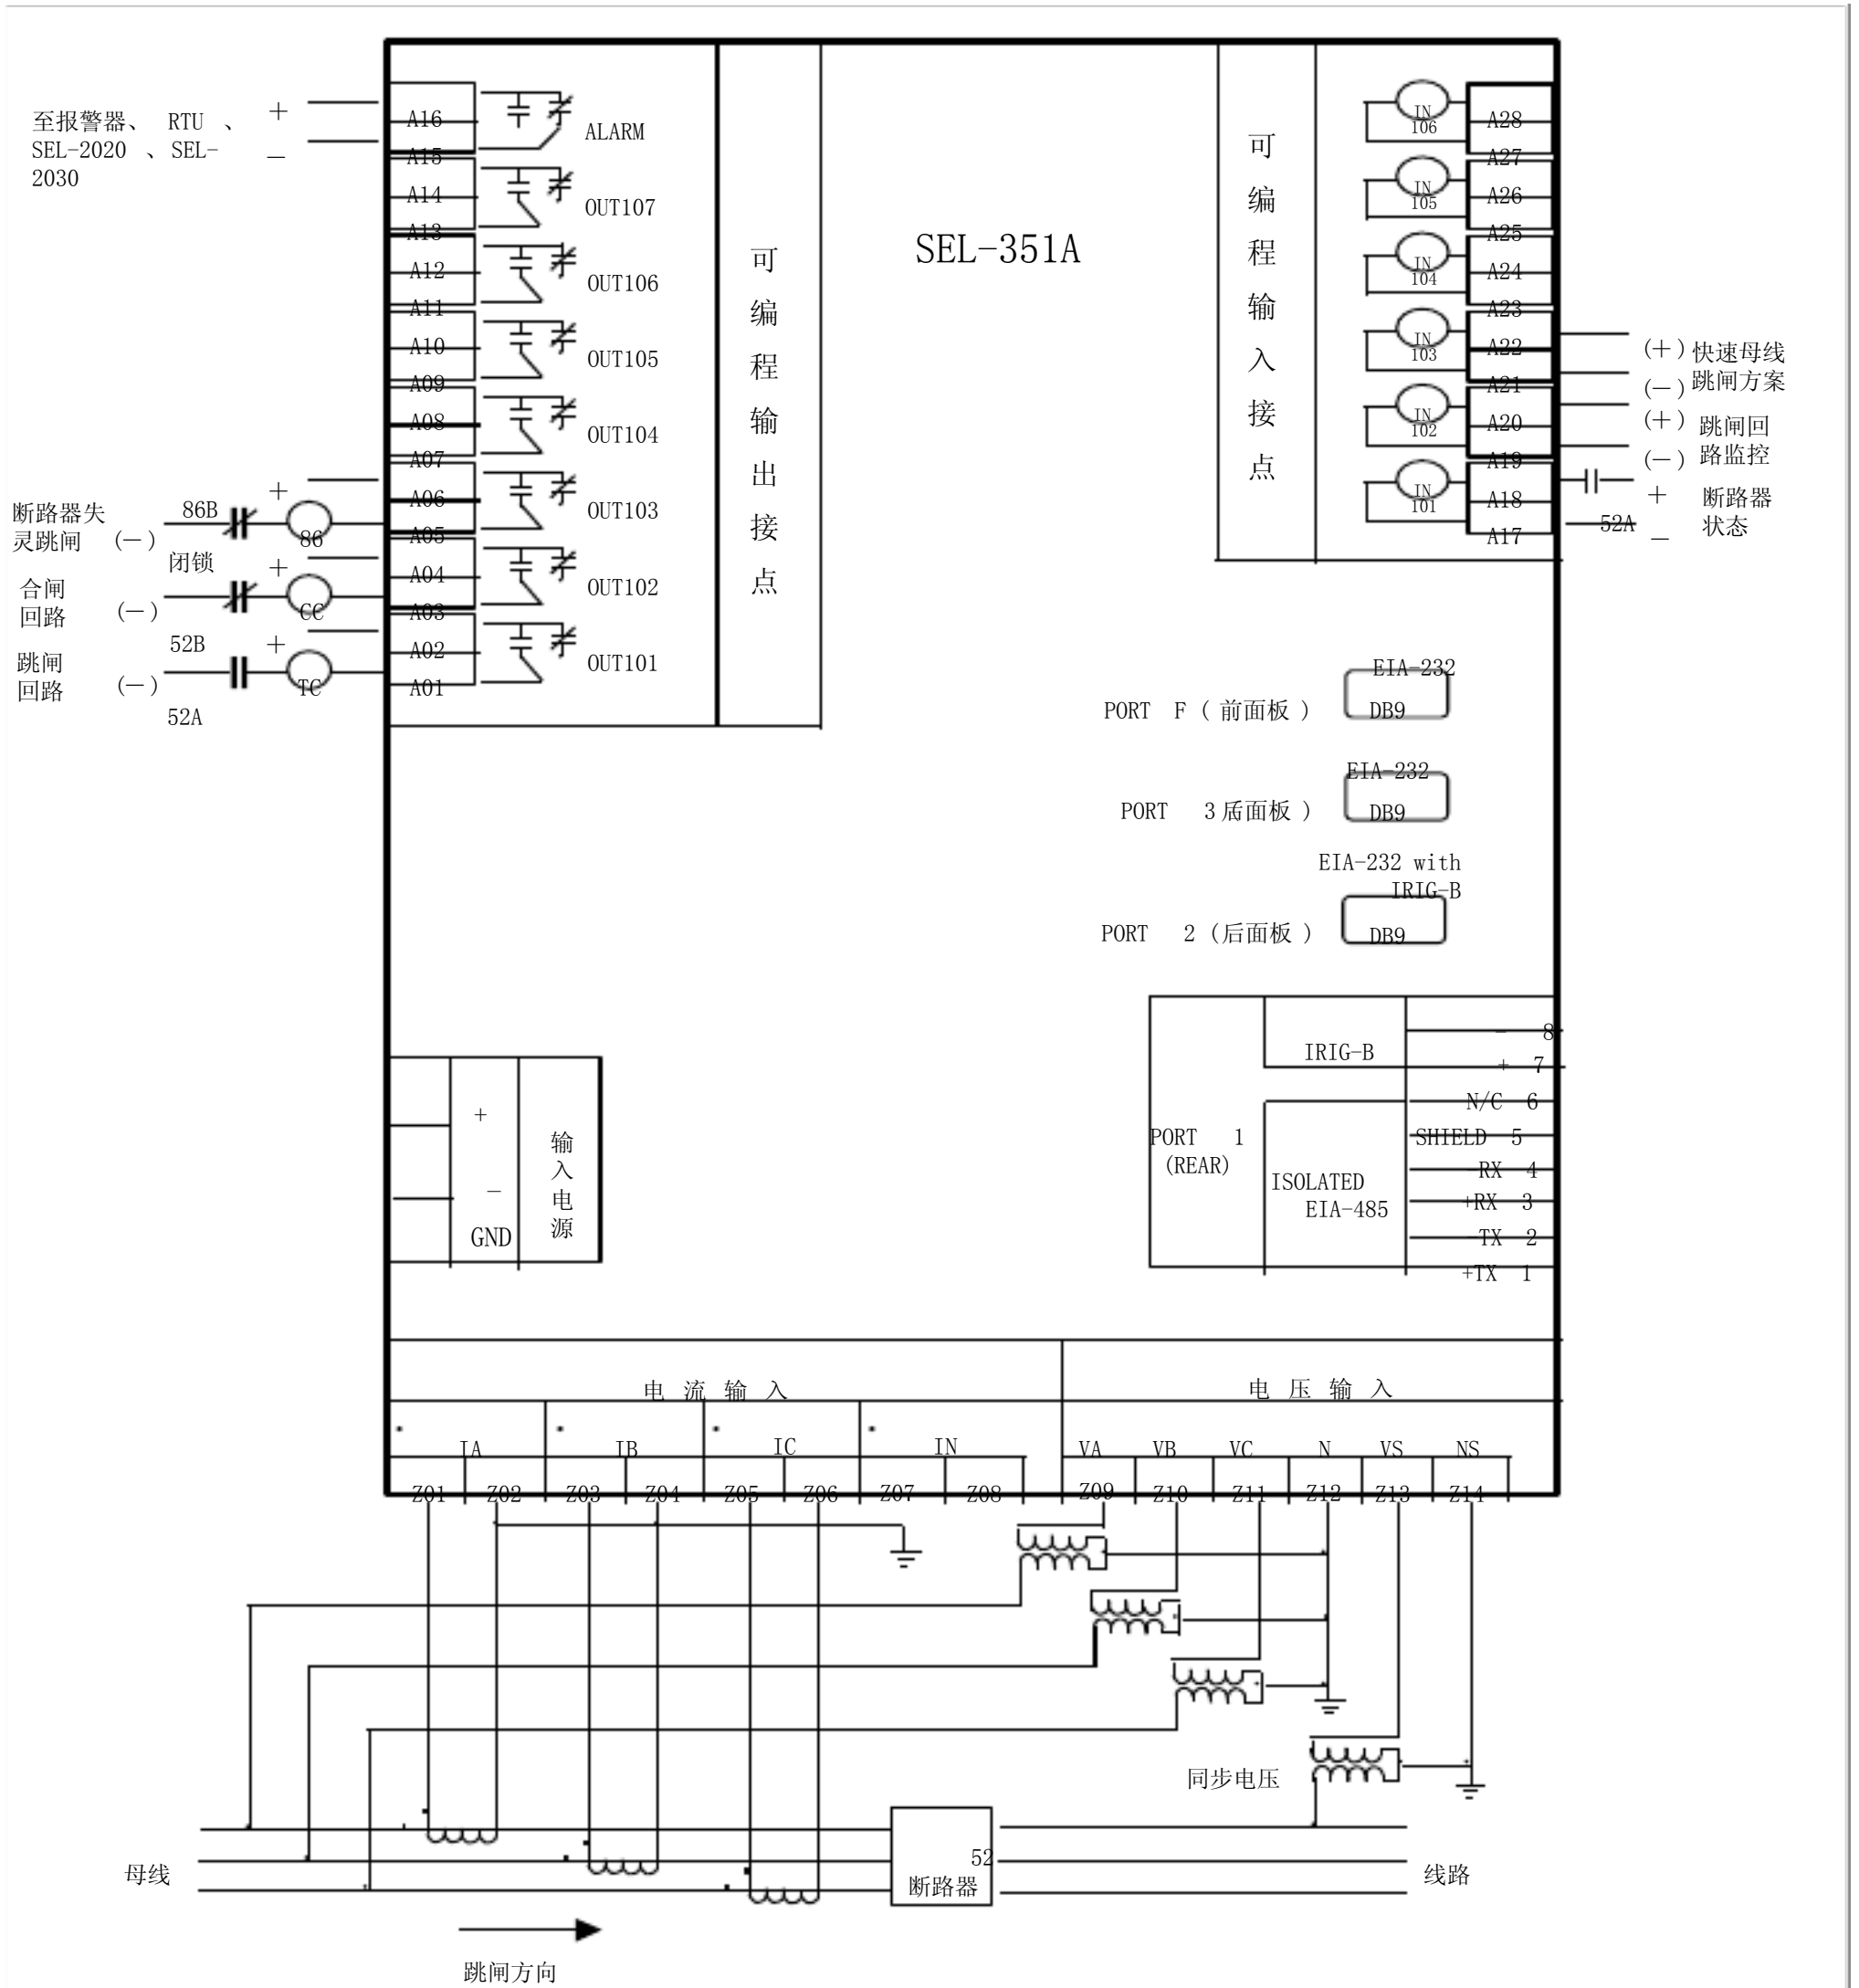 至报警器、 RTU 、
SEL-2020 、SEL-
2030
+
−
A16
A15
ALARM
A14
A13
OUT107
A12
A11
OUT106
A10
A09
OUT105
A08
A07
OUT104
A06
A05
OUT103
A04
A03
OUT102
A02
A01
OUT101
断路器失
灵跳闸 (−)
86B
+
86
闭锁
合闸
回路 (−)
+
CC
52B
跳闸
回路 (−)
+
TC
52A
可
编
程
输
出
接
点
SEL-351A
可
编
程
输
入
接
点
IN
106
A28
A27
IN
105
A26
A25
IN
104
A24
A23
IN
103
A22
A21
IN
102
A20
A19
IN
101
A18
A17
(+) 快速母线
(−) 跳闸方案
(+) 跳闸回
(−) 路监控
+ 断路器
52A 状态
−
EIA-232
PORT F ( 前面板 ) DB9
EIA-232
PORT 3 后面板 ) DB9
EIA-232 with
IRIG-B
PORT 2 (后面板 ) DB9
+
−
GND
输
入
电
源
PORT 1
(REAR)
IRIG-B
ISOLATED
EIA-485
− 8
+ 7
N/C 6
SHIELD 5
-RX 4
+RX 3
-TX 2
+TX 1
电 流 输 入
电 压 输 入
IA IB IC IN VA VB VC N VS NS
Z01 Z02 Z03 Z04 Z05 Z06 Z07 Z08 Z09 Z10 Z11 Z12 Z13 Z14
同步电压
母线
52
断路器
线路
跳闸方向